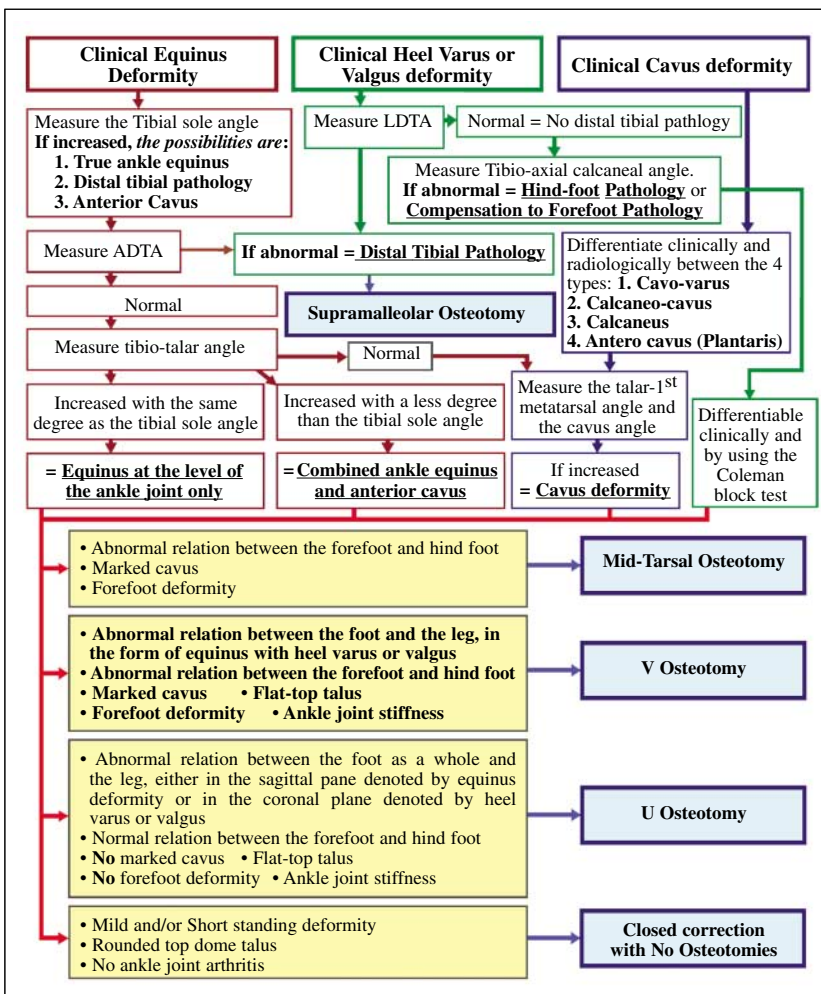 Clinical Equinus
Deformity
Clinical Heel Varus or
Valgus deformity
Clinical Cavus deformity
Measure the Tibial sole angle
If increased, the possibilities are:
1. True ankle equinus
2. Distal tibial pathology
3. Anterior Cavus
Measure LDTA
Normal = No distal tibial pathlogy
Measure Tibio-axial calcaneal angle.
If abnormal = Hind-foot Pathology or
Compensation to Forefoot Pathology
Measure ADTA
If abnormal = Distal Tibial Pathology
Differentiate clinically and
radiologically between the 4
types: 1. Cavo-varus
2. Calcaneo-cavus
3. Calcaneus
4. Antero cavus (Plantaris)
Normal
Supramalleolar Osteotomy
Measure tibio-talar angle
Normal
Increased with the same
degree as the tibial sole angle
Increased with a less degree
than the tibial sole angle
Measure the talar-1st
metatarsal angle and
the cavus angle
Differentiable
clinically and
by using the
Coleman
block test
= Equinus at the level of
the ankle joint only
= Combined ankle equinus
and anterior cavus
If increased
= Cavus deformity
• Abnormal relation between the forefoot and hind foot
• Marked cavus
• Forefoot deformity
Mid-Tarsal Osteotomy
• Abnormal relation between the foot and the leg, in
the form of equinus with heel varus or valgus
• Abnormal relation between the forefoot and hind foot
• Marked cavus • Flat-top talus
• Forefoot deformity • Ankle joint stiffness
V Osteotomy
• Abnormal relation between the foot as a whole and
the leg, either in the sagittal pane denoted by equinus
deformity or in the coronal plane denoted by heel
varus or valgus
• Normal relation between the forefoot and hind foot
• No marked cavus • Flat-top talus
• No forefoot deformity • Ankle joint stiffness
U Osteotomy
• Mild and/or Short standing deformity
• Rounded top dome talus
• No ankle joint arthritis
Closed correction
with No Osteotomies